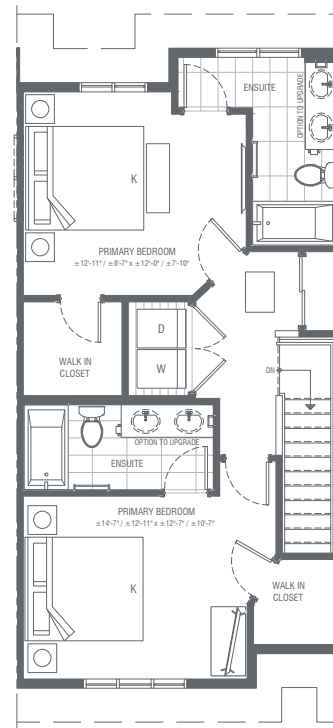 ENSUITE
OPTION TO UPGRADE
K
PRIMARY BEDROOM
±12'-11" / ±8'-7" x ±12'-0" / ±7'-10"
WALK IN
CLOSET
D
W
DN
OPTION TO UPGRADE
ENSUITE
PRIMARY BEDROOM
±14'-7" / ±12'-11" x ±12'-7" / ±10'-7"
K
WALK IN
CLOSET